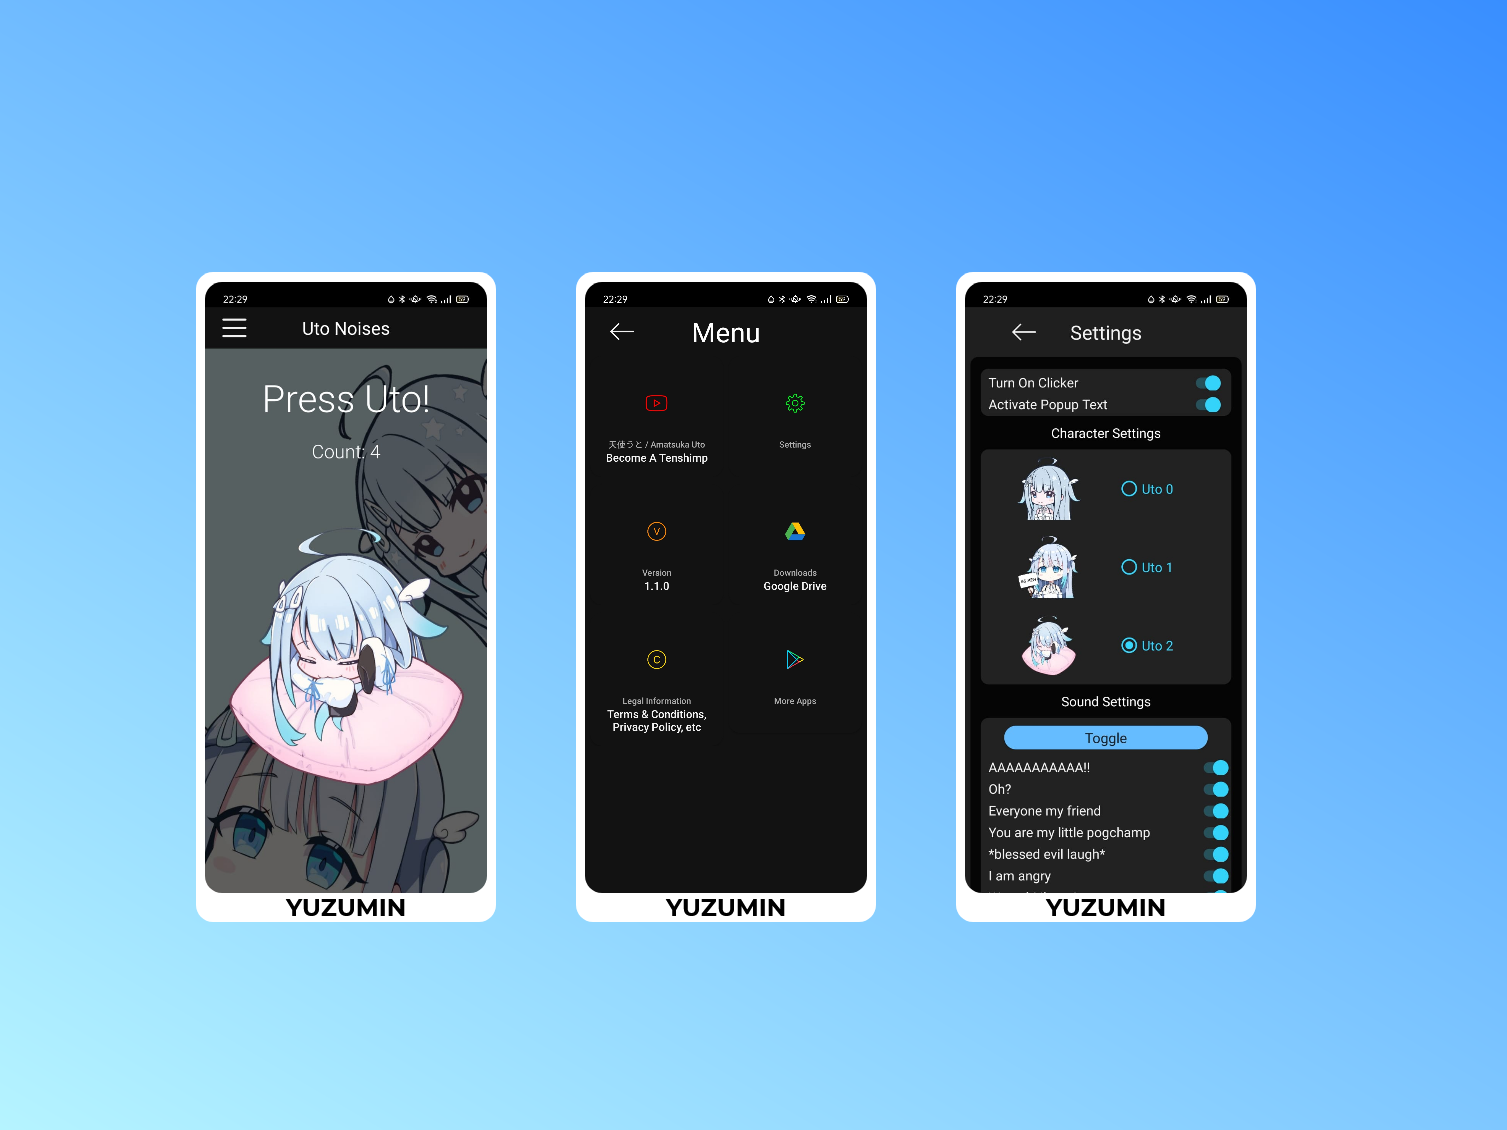 22:29
Uto Noises
Press Uto!
Count: 4
YUZUMIN
22:29
Menu
天使うと / Amatsuka Uto
Become A Tenshimp
Settings
Version
1.1.0
Downloads
Google Drive
Legal Information
Terms & Conditions,
Privacy Policy, etc
More Apps
YUZUMIN
22:29
Settings
Turn On Clicker
Activate Popup Text
Character Settings
Uto 0
Uto 1
Uto 2
Sound Settings
Toggle
AAAAAAAAAAA!!
Oh?
Everyone my friend
You are my little pogchamp
*blessed evil laugh*
I am angry
YUZUMIN